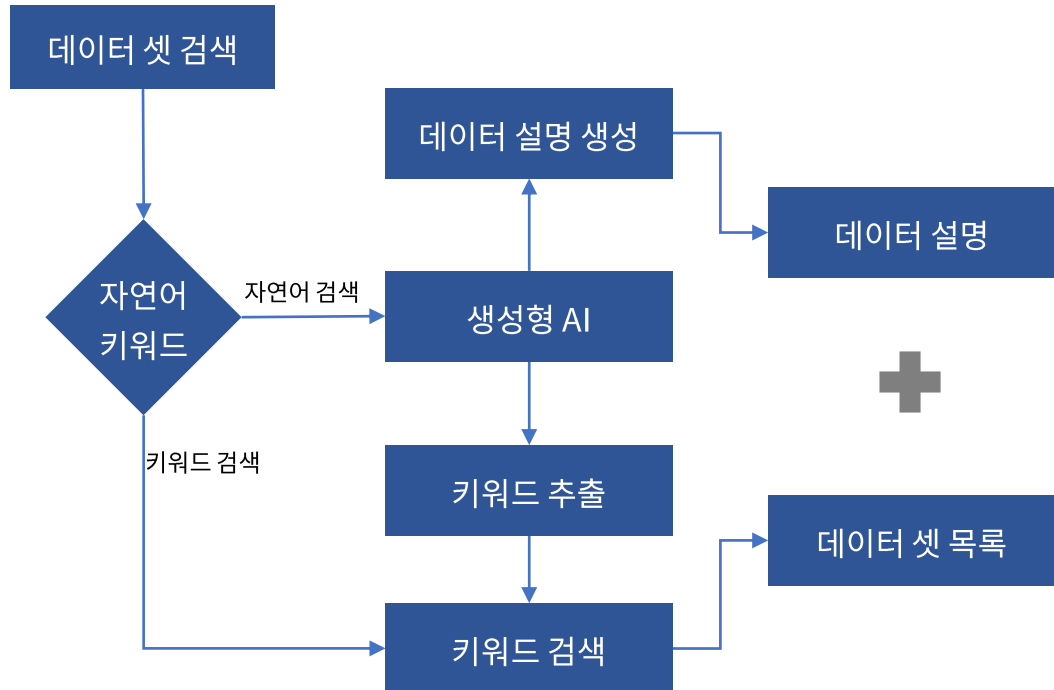 데이터 셋 검색
데이터 설명 생성
데이터 설명
자연어
키워드
자연어 검색
생성형 AI
키워드 검색
키워드 추출
데이터 셋 목록
키워드 검색